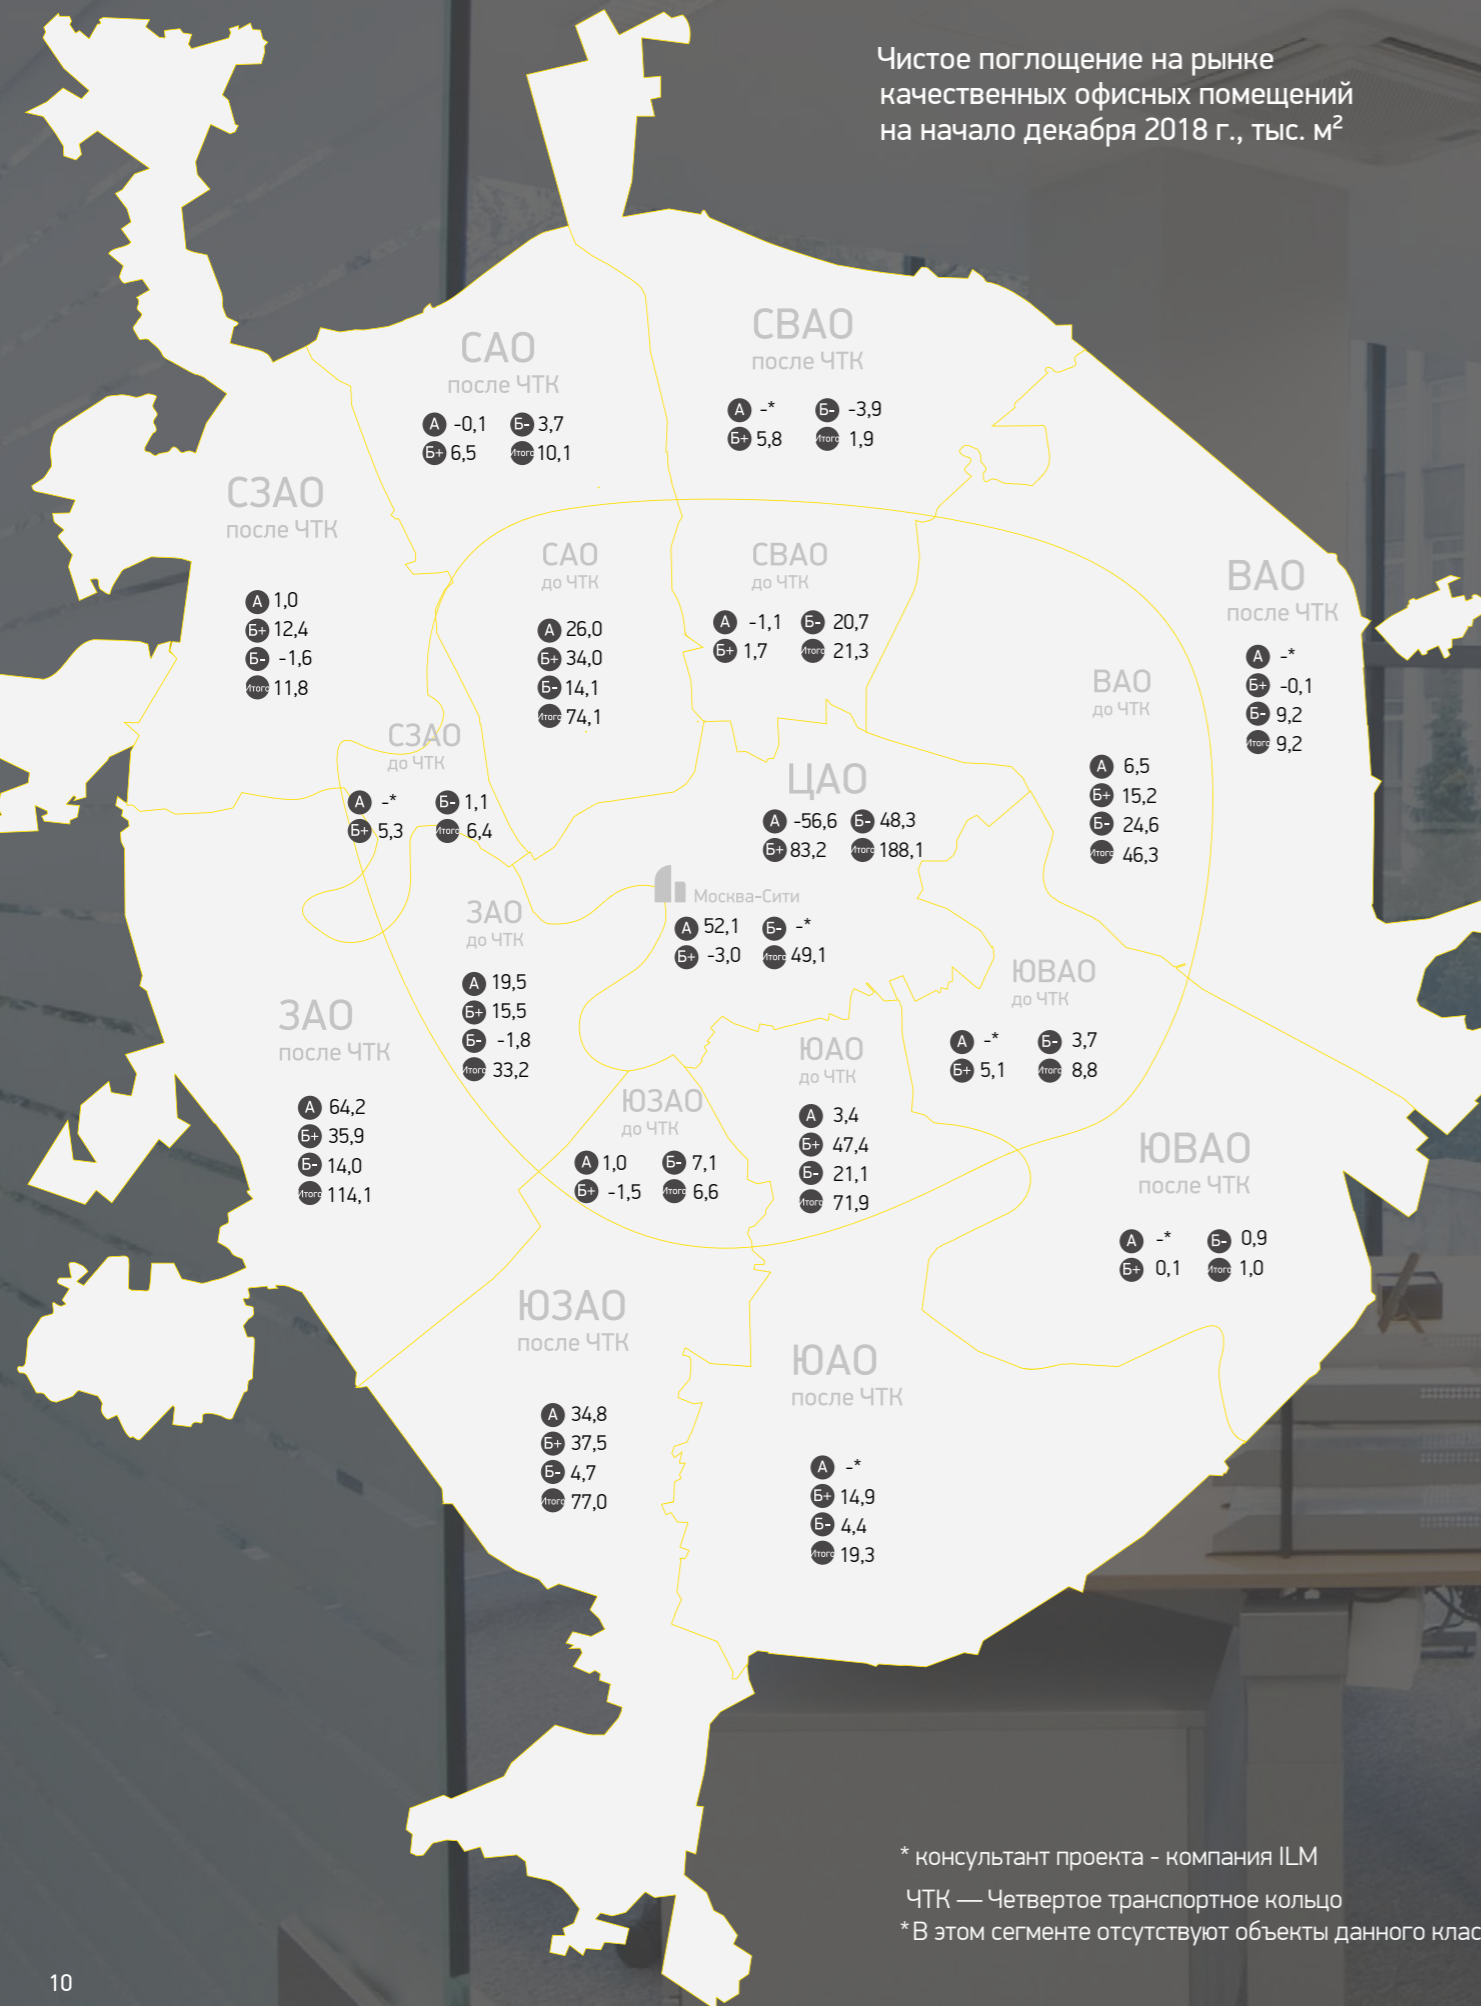 Чистое поглощение на рынке
качественных офисных помещений
на начало декабря 2018 г., тыс. м²
САО
после ЧТК
А -0,1 Б- 3,7
Б+ 6,5 Итого 10,1
СВАО
после ЧТК
А -* Б- -3,9
Б+ 5,8 Итого 1,9
СЗАО
после ЧТК
А 1,0
Б+ 12,4
Б- -1,6
Итого 11,8
САО
до ЧТК
А 26,0
Б+ 34,0
Б- 14,1
Итого 74,1
СВАО
до ЧТК
А -1,1 Б- 20,7
Б+ 1,7 Итого 21,3
ВАО
после ЧТК
А -*
Б+ -0,1
Б- 9,2
Итого 9,2
ВАО
до ЧТК
А 6,5
Б+ 15,2
Б- 24,6
Итого 46,3
СЗАО
до ЧТК
А -* Б- 1,1
Б+ 5,3 Итого 6,4
ЦАО
А -56,6 Б- 48,3
Б+ 83,2 Итого 188,1
Москва-Сити
А 52,1 Б- -*
Б+ -3,0 Итого 49,1
ЗАО
до ЧТК
А 19,5
Б+ 15,5
Б- -1,8
Итого 33,2
ЮВАО
до ЧТК
А -* Б- 3,7
Б+ 5,1 Итого 8,8
ЗАО
после ЧТК
А 64,2
Б+ 35,9
Б- 14,0
Итого 114,1
ЮАО
до ЧТК
А 3,4
Б+ 47,4
Б- 21,1
Итого 71,9
ЮЗАО
до ЧТК
А 1,0 Б- 7,1
Б+ -1,5 Итого 6,6
ЮВАО
после ЧТК
А -* Б- 0,9
Б+ 0,1 Итого 1,0
ЮЗАО
после ЧТК
А 34,8
Б+ 37,5
Б- 4,7
Итого 77,0
ЮАО
после ЧТК
А -*
Б+ 14,9
Б- 4,4
Итого 19,3
* консультант проекта - компания ILM
ЧТК — Четвертое транспортное кольцо
* В этом сегменте отсутствуют объекты данного клас
10